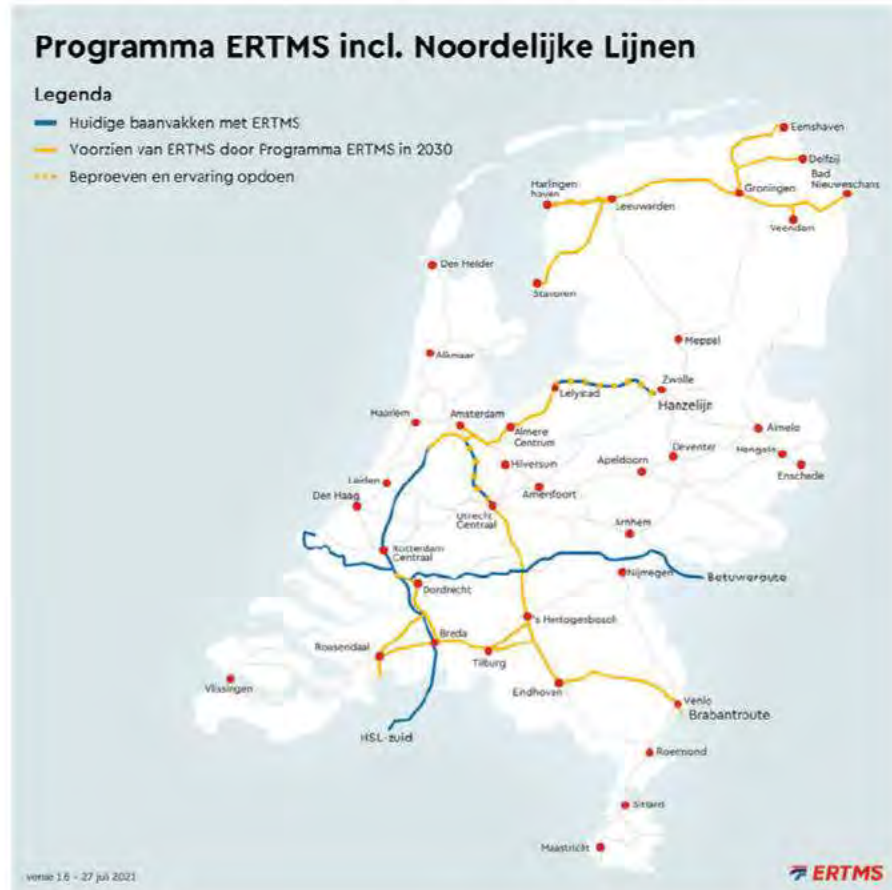 Programma ERTMS incl. Noordelijke Lijnen
Legenda
Huidige baanvakken met ERTMS
Voorzien van ERTMS door Programma ERTMS in 2030
Beproeven en ervaring opdoen
Eemshaven
Delfzijl
Bad
Nieuweschans
Groningen
Veendam
Harlingen
haven
Leeuwarden
Stavoren
Den Helder
Meppel
Alkmaar
Zwolle
Lelystad
Hanzelijn
Haarlem
Amsterdam
Almere
Centrum
Almelo
Hengelo
Enschede
Deventer
Apeldoorn
Hilversum
Amersfoort
Leiden
Den Haag
Utrecht
Centraal
Arnhem
Rotterdam
Centraal
Nijmegen
Betuweroute
Dordrecht
's Hertogenbosch
Breda
Roosendaal
Tilburg
Vlissingen
Eindhoven
Venlo
Brabantroute
HSL-zuid
Roermond
Sittard
Maastricht
versie 1.6 - 27 juli 2021
ERTMS